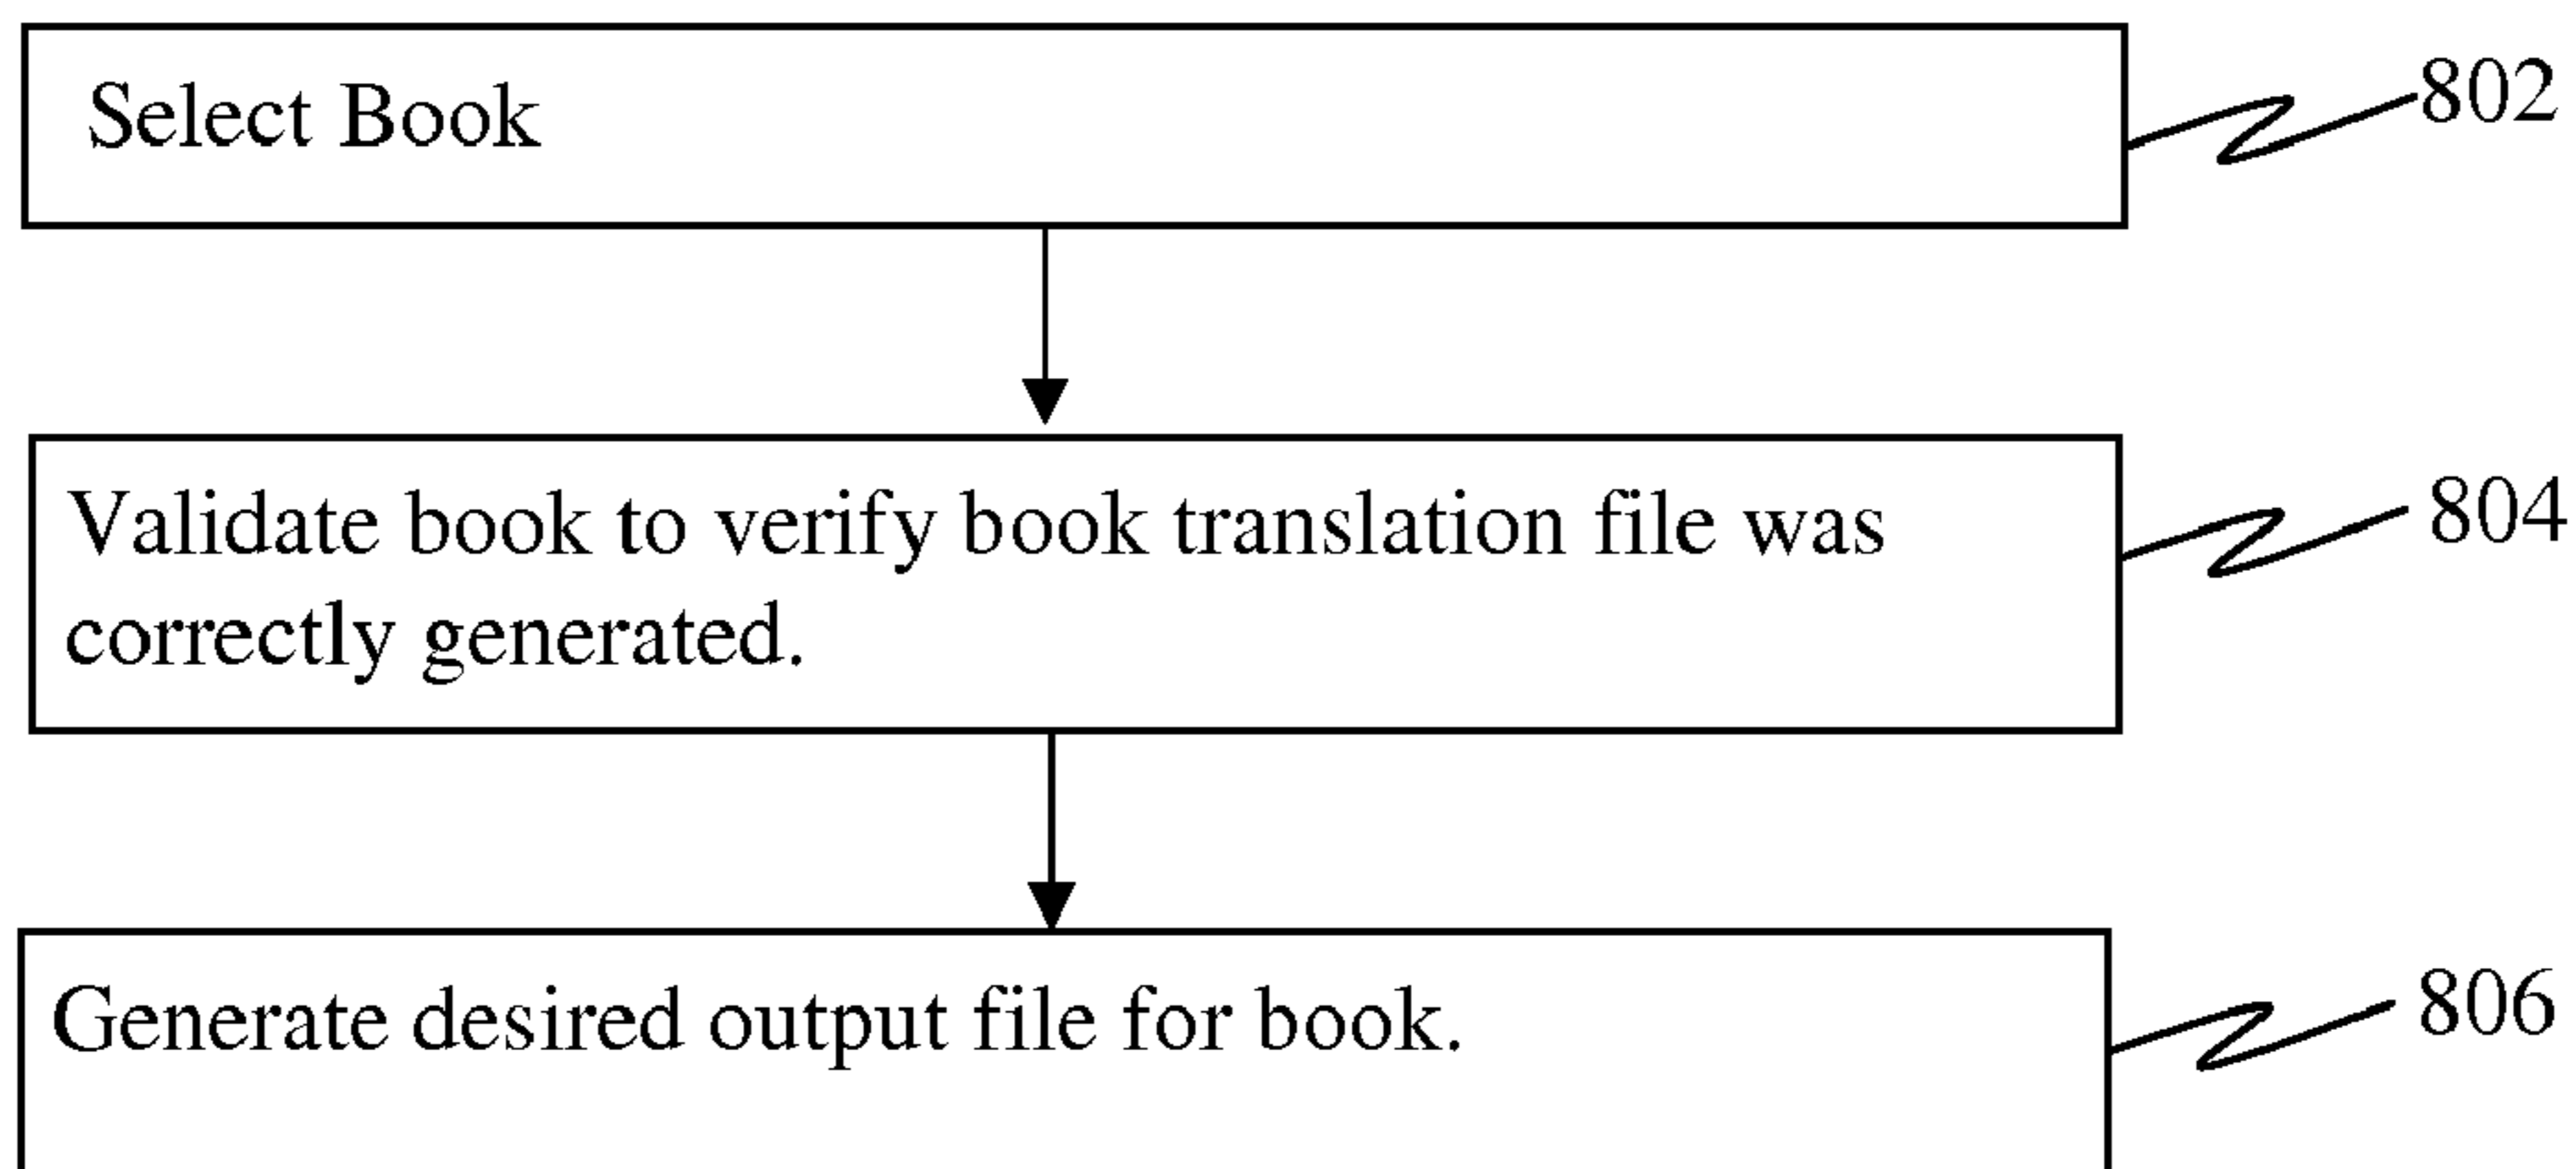 Select Book
802
Validate book to verify book translation file was
correctly generated.
804
Generate desired output file for book.
806